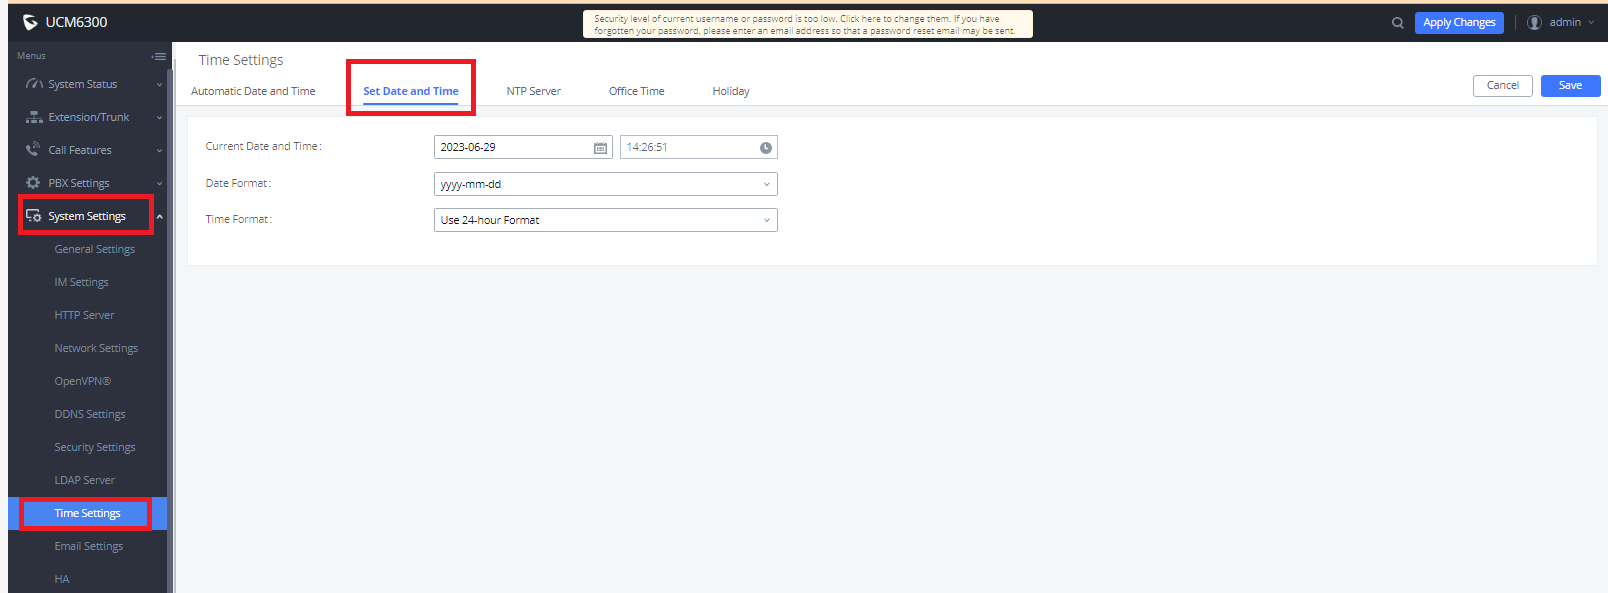 UCM6300
Security level of current username or password is too low. Click here to change them. If you have
forgotten your password, please enter an email address so that a password reset email may be sent.
Apply Changes
admin
Menus
System Status
Extension/Trunk
Call Features
PBX Settings
System Settings
General Settings
IM Settings
HTTP Server
Network Settings
OpenVPN®
DDNS Settings
Security Settings
LDAP Server
Time Settings
Email Settings
HA
Time Settings
Automatic Date and Time
Set Date and Time
NTP Server
Office Time
Holiday
Cancel
Save
Current Date and Time:
2023-06-29
14:26:51
Date Format:
yyyy-mm-dd
Time Format:
Use 24-hour Format